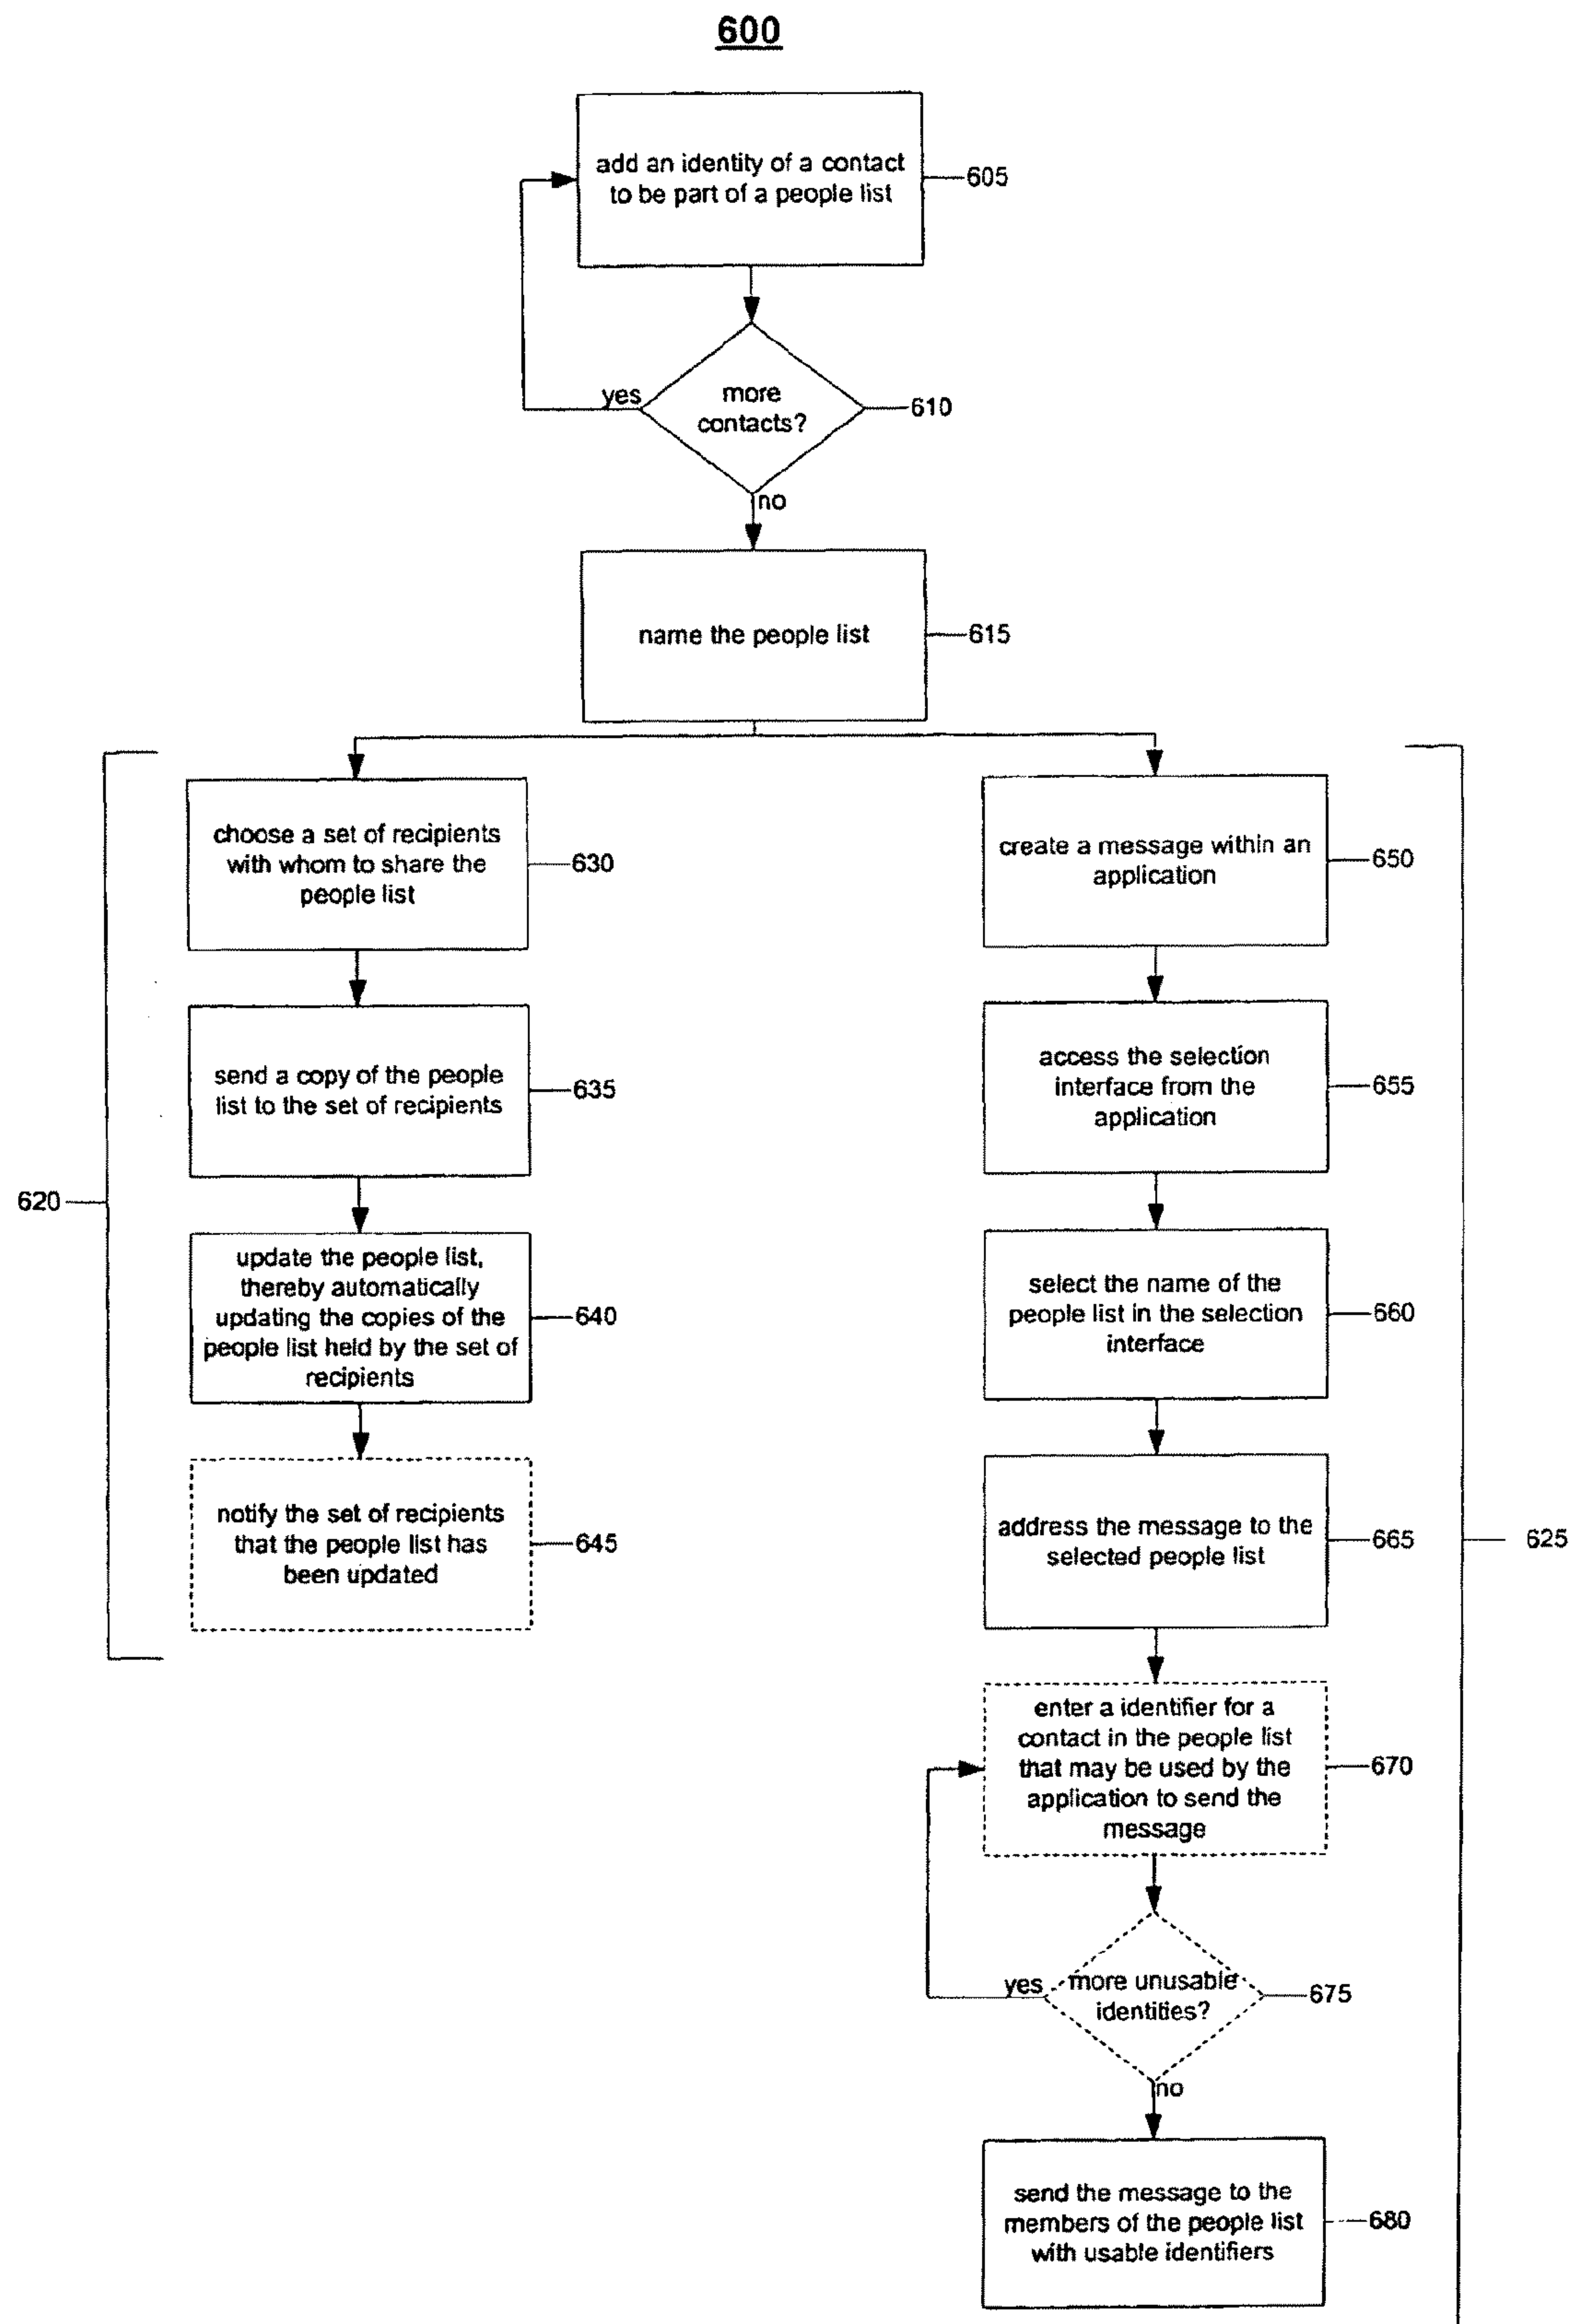 600
add an identity of a contact
to be part of a people list
605
more
contacts?
610
yes
no
name the people list
615
620
choose a set of recipients
with whom to share the
people list
630
send a copy of the people
list to the set of recipients
635
update the people list,
thereby automatically
updating the copies of the
people list held by the set of
recipients
640
notify the set of recipients
that the people list has
been updated
645
create a message within an
application
650
access the selection
interface from the
application
655
select the name of the
people list in the selection
interface
660
address the message to the
selected people list
665
625
enter a identifier for a
contact in the people list
that may be used by the
application to send the
message
670
yes
more unusable
identities?
675
no
send the message to the
members of the people list
with usable identifiers
680